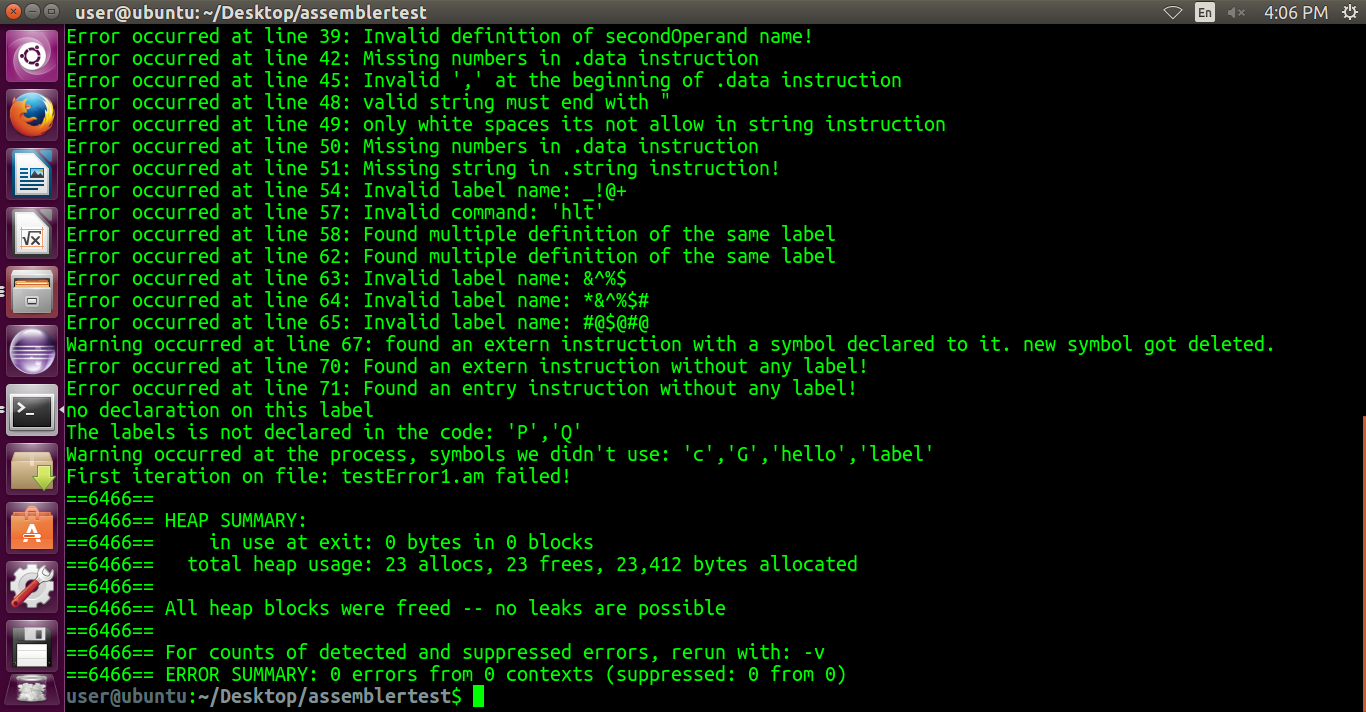 user@ubuntu: ~/Desktop/assemblertest
En
4:06 PM
Error occurred at line 39: Invalid definition of secondOperand name!
Error occurred at line 42: Missing numbers in .data instruction
Error occurred at line 45: Invalid ',' at the beginning of .data instruction
Error occurred at line 48: valid string must end with "
Error occurred at line 49: only white spaces its not allow in string instruction
Error occurred at line 50: Missing numbers in .data instruction
Error occurred at line 51: Missing string in .string instruction!
Error occurred at line 54: Invalid label name: _!@+
Error occurred at line 57: Invalid command: 'hlt'
Error occurred at line 58: Found multiple definition of the same label
Error occurred at line 62: Found multiple definition of the same label
Error occurred at line 63: Invalid label name: &^%$
Error occurred at line 64: Invalid label name: *&^%$#
Error occurred at line 65: Invalid label name: #@$@#@
Warning occurred at line 67: found an extern instruction with a symbol declared to it. new symbol got deleted.
Error occurred at line 70: Found an extern instruction without any label!
Error occurred at line 71: Found an entry instruction without any label!
no declaration on this label
The labels is not declared in the code: 'P','Q'
Warning occurred at the process, symbols we didn't use: 'c','G','hello','label'
First iteration on file: testError1.am failed!
==6466==
==6466== HEAP SUMMARY:
==6466==     in use at exit: 0 bytes in 0 blocks
==6466==   total heap usage: 23 allocs, 23 frees, 23,412 bytes allocated
==6466==
==6466== All heap blocks were freed -- no leaks are possible
==6466==
==6466== For counts of detected and suppressed errors, rerun with: -v
==6466== ERROR SUMMARY: 0 errors from 0 contexts (suppressed: 0 from 0)
user@ubuntu:~/Desktop/assemblertest$